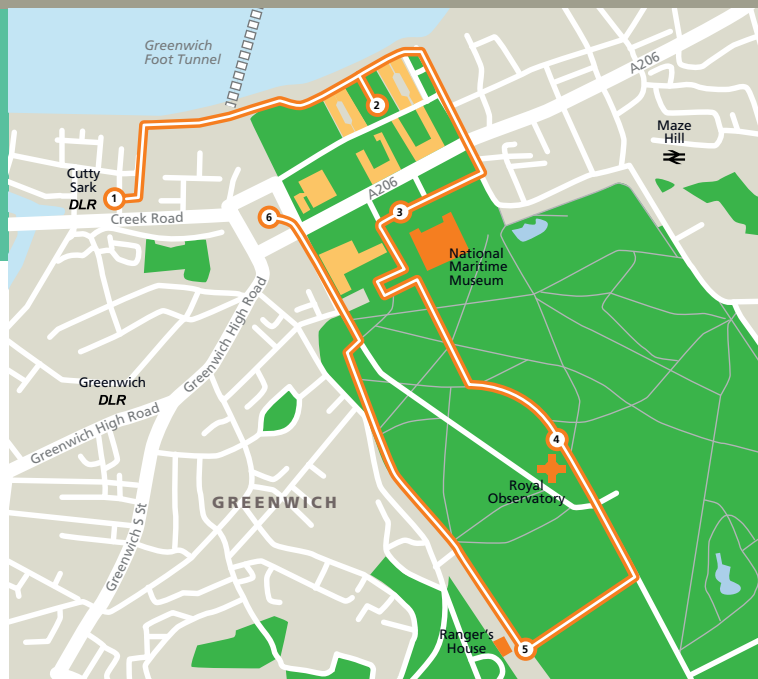 Greenwich
Foot Tunnel
A206
Maze
Hill
2
Cutty
Sark
DLR
1
A206
Creek Road
6
3
National
Maritime
Museum
Greenwich High Road
Greenwich
DLR
Greenwich High Road
4
Royal
Observatory
GREENWICH
Greenwich S St
Ranger's
House
5